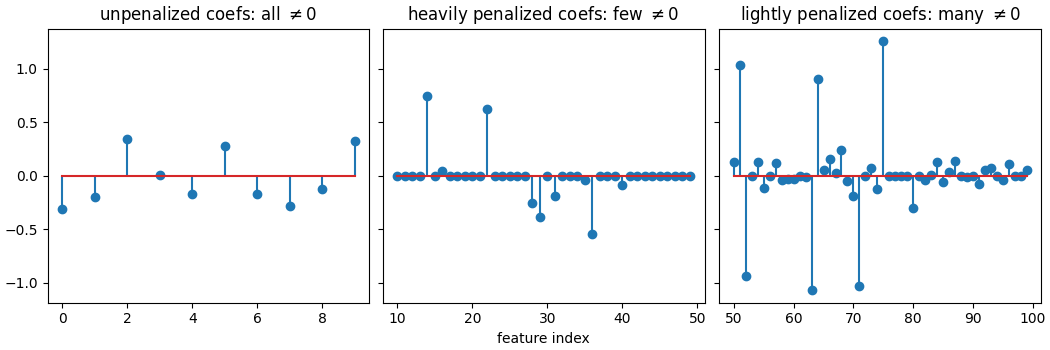 unpenalized coefs: all ≠0
heavily penalized coefs: few ≠0
lightly penalized coefs: many ≠0
1.0
0.5
0.0
−0.5
−1.0
0 2 4 6 8
10 20 30 40 50
50 60 70 80 90 100
feature index